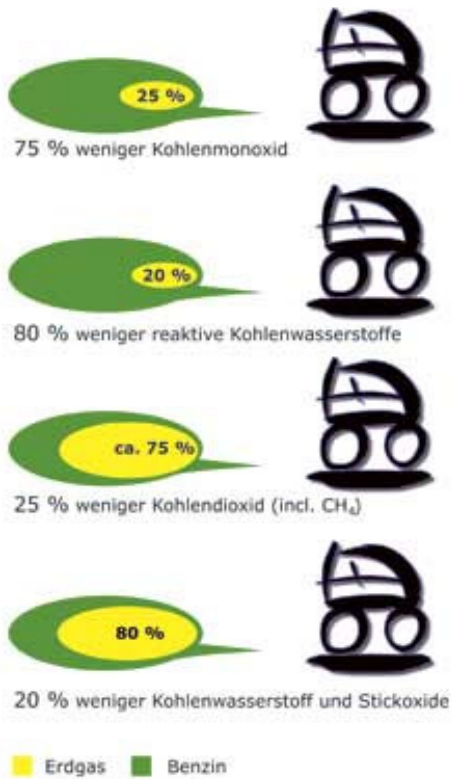 25 %
75 % weniger Kohlenmonoxid
20 %
80 % weniger reaktive Kohlenwasserstoffe
ca. 75 %
25 % weniger Kohlendioxid (incl. CH₄)
80 %
20 % weniger Kohlenwasserstoff und Stickoxide
Erdgas Benzin